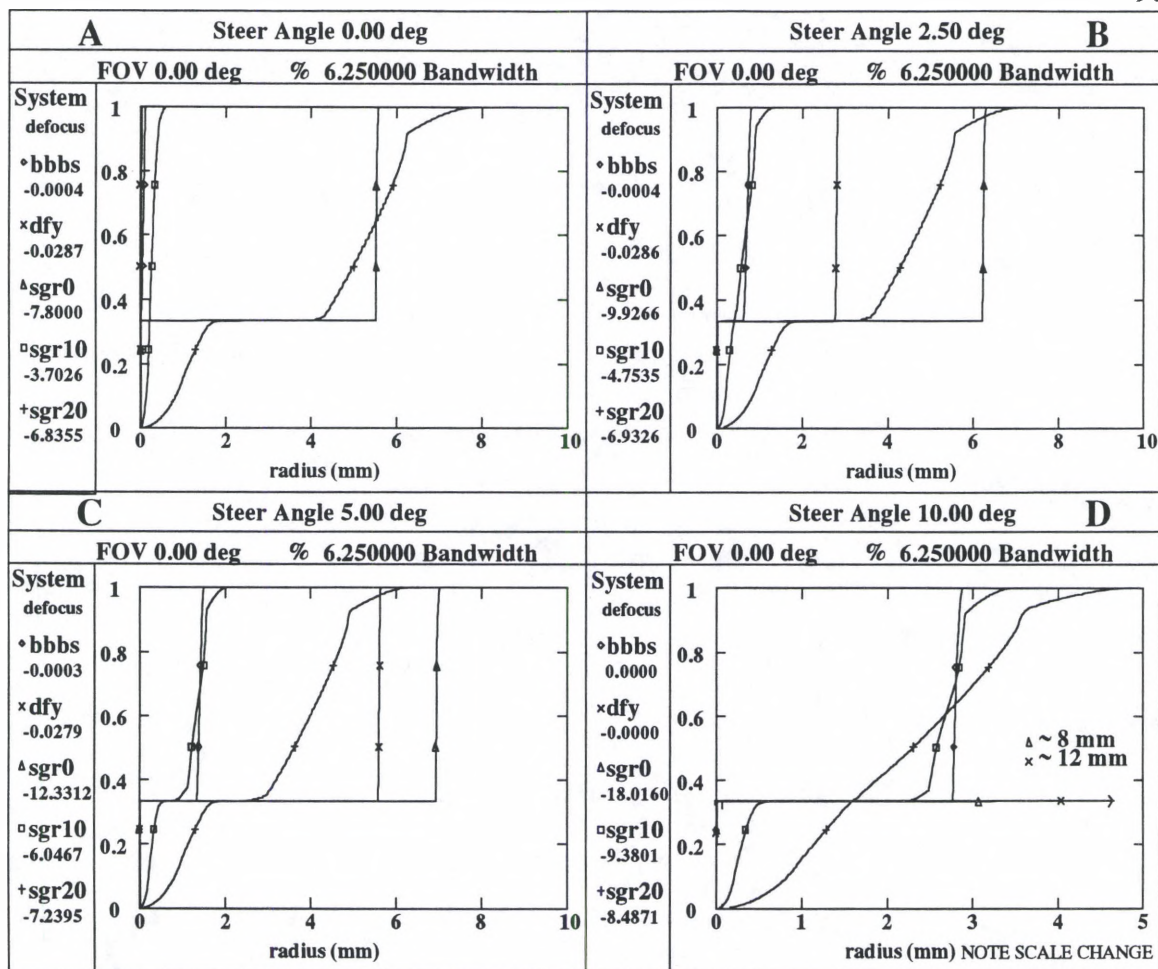 A Steer Angle 0.00 deg
FOV 0.00 deg % 6.250000 Bandwidth
System
defocus
bbbs
-0.0004
×dfy
-0.0287
sgr0
-7.8000
sgr10
-3.7026
+sgr20
-6.8355
1
0.8
0.6
0.4
0.2
0
0 2 4 6 8 10
radius (mm)
Steer Angle 2.50 deg B
FOV 0.00 deg % 6.250000 Bandwidth
System
defocus
bbbs
-0.0004
×dfy
-0.0286
sgr0
-9.9266
sgr10
-4.7535
+sgr20
-6.9326
1
0.8
0.6
0.4
0.2
0
0 2 4 6 8 10
radius (mm)
C Steer Angle 5.00 deg
FOV 0.00 deg % 6.250000 Bandwidth
System
defocus
bbbs
-0.0003
×dfy
-0.0279
sgr0
-12.3312
sgr10
-6.0467
+sgr20
-7.2395
1
0.8
0.6
0.4
0.2
0
0 2 4 6 8 10
radius (mm)
Steer Angle 10.00 deg D
FOV 0.00 deg % 6.250000 Bandwidth
System
defocus
bbbs
0.0000
×dfy
-0.0000
sgr0
-18.0160
sgr10
-9.3801
+sgr20
-8.4871
1
0.8
0.6
0.4
0.2
0
△ ~ 8 mm
× ~ 12 mm
0 1 2 3 4 5
radius (mm) NOTE SCALE CHANGE